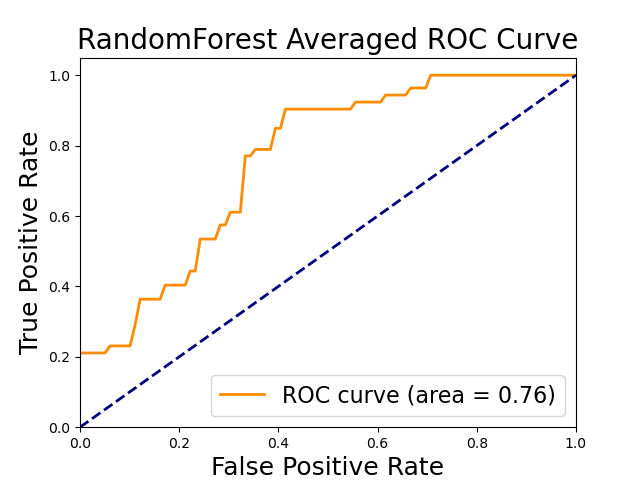 RandomForest Averaged ROC Curve
True Positive Rate
1.0
0.8
0.6
0.4
0.2
0.0
ROC curve (area = 0.76)
0.0 0.2 0.4 0.6 0.8 1.0
False Positive Rate